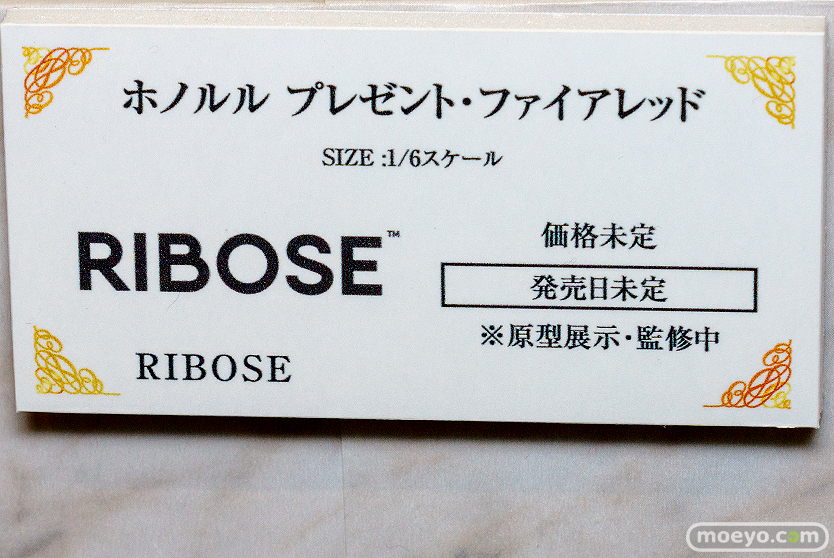 ホノルル プレゼント・ファイアレッド
SIZE :1/6スケール
RIBOSE™
価格未定
発売日未定
※原型展示・監修中
RIBOSE
moeyo.com